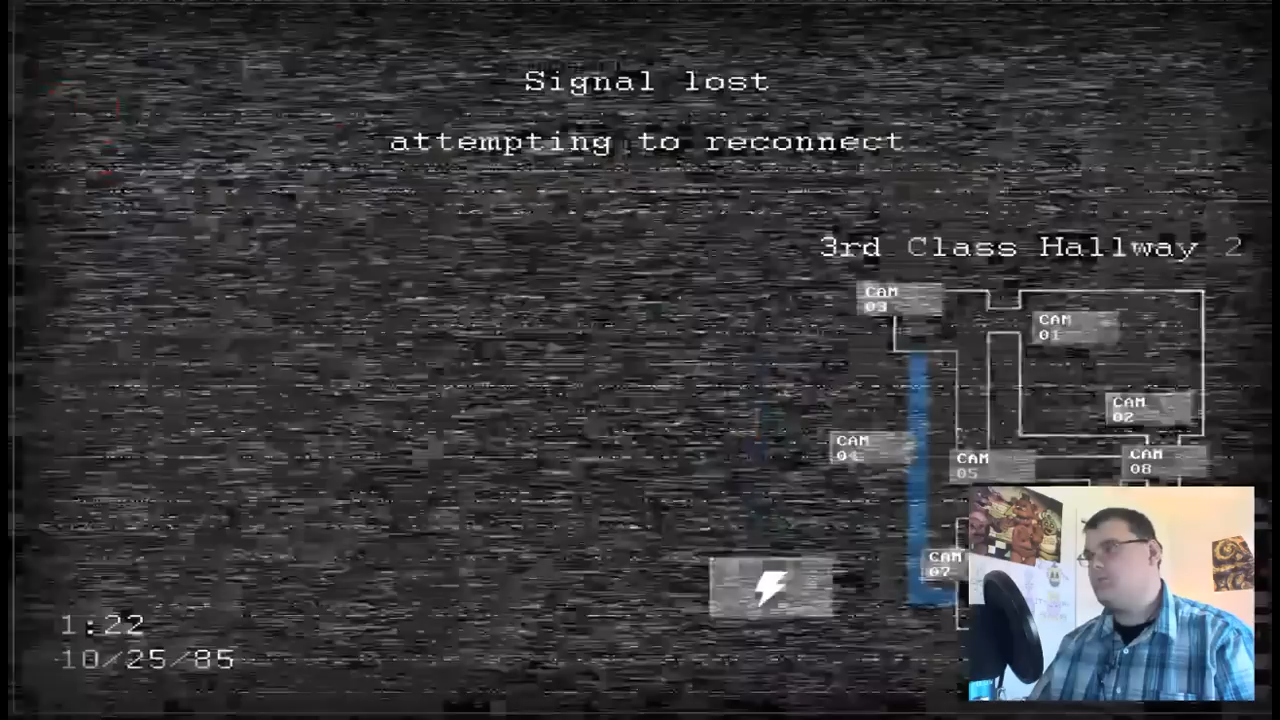 Signal lost
attempting to reconnect
3rd Class Hallway 2
CAM
03
CAM
01
CAM
02
CAM
04
CAM
05
CAM
08
CAM
07
1:22
10/25/85